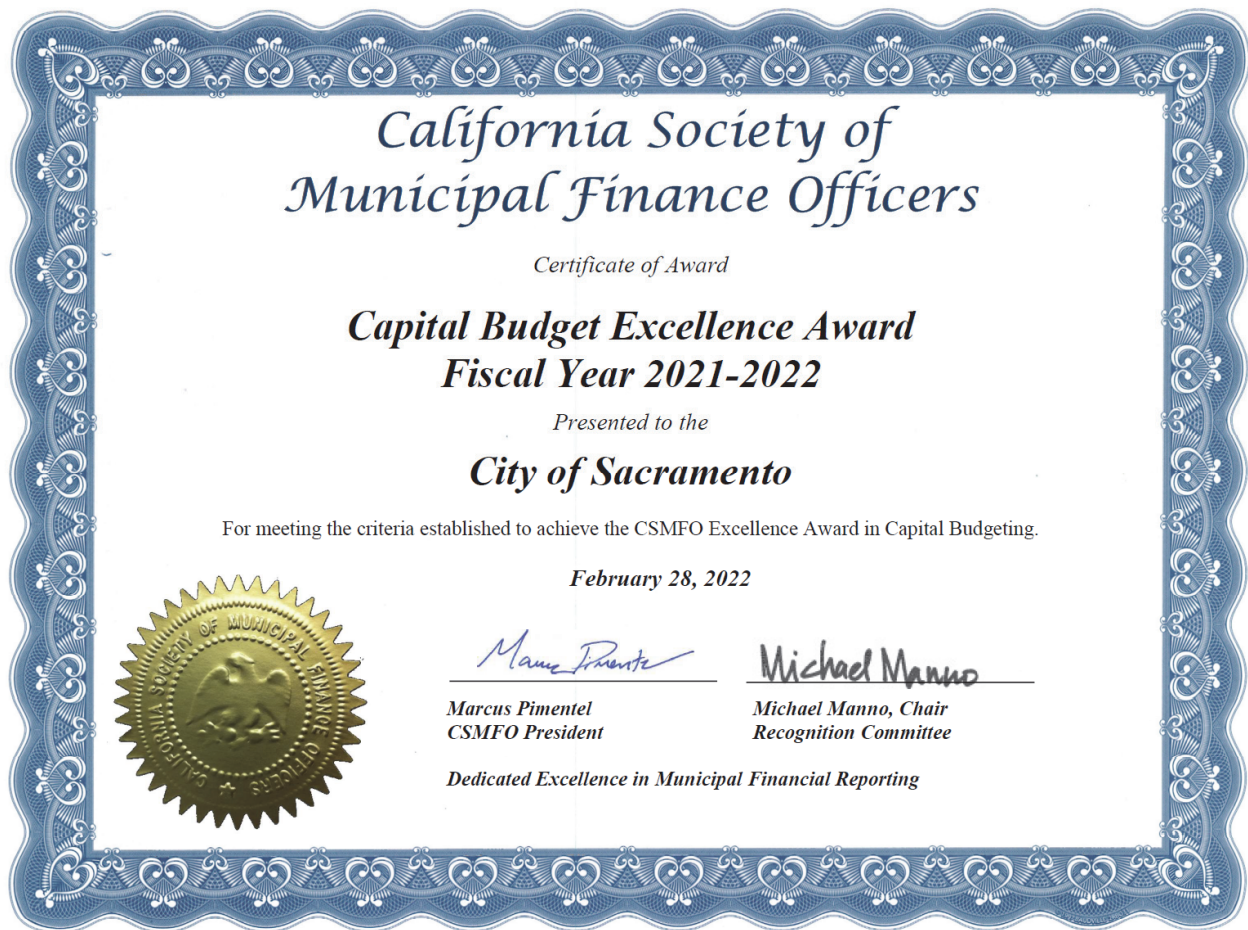 California Society of
Municipal Finance Officers
Certificate of Award
Capital Budget Excellence Award
Fiscal Year 2021-2022
Presented to the
City of Sacramento
For meeting the criteria established to achieve the CSMFO Excellence Award in Capital Budgeting.
February 28, 2022
CALIFORNIA SOCIETY OF MUNICIPAL FINANCE OFFICERS
Michael Manno
Marcus Pimentel
CSMFO President
Michael Manno, Chair
Recognition Committee
Dedicated Excellence in Municipal Financial Reporting